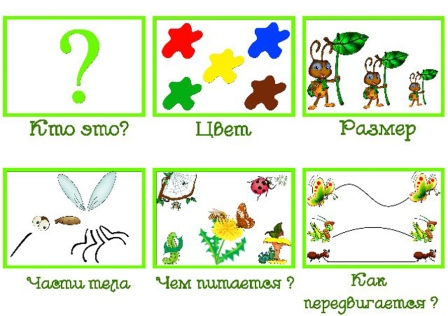 ?
Кто это?
Цвет
Размер
Части тела
Чем питается ?
Как
передвигается ?